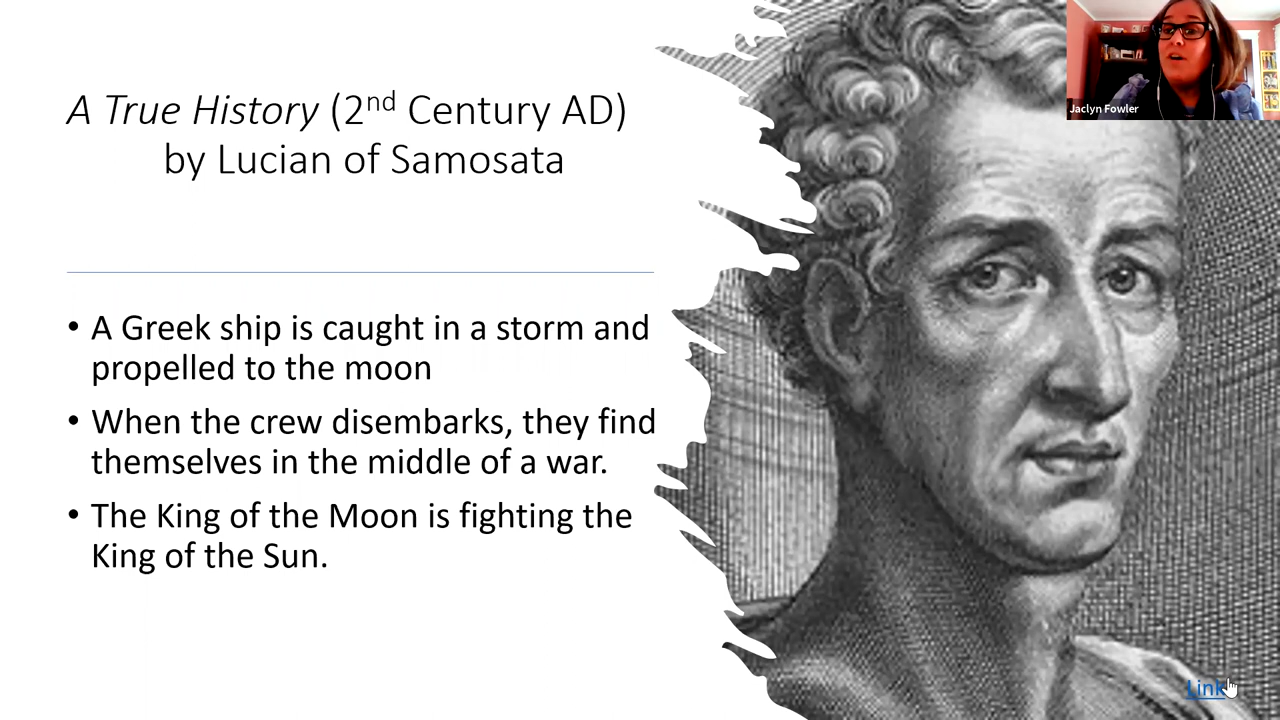 A True History (2nd Century AD)
by Lucian of Samosata
• A Greek ship is caught in a storm and
propelled to the moon
• When the crew disembarks, they find
themselves in the middle of a war.
• The King of the Moon is fighting the
King of the Sun.
Jaclyn Fowler
Link